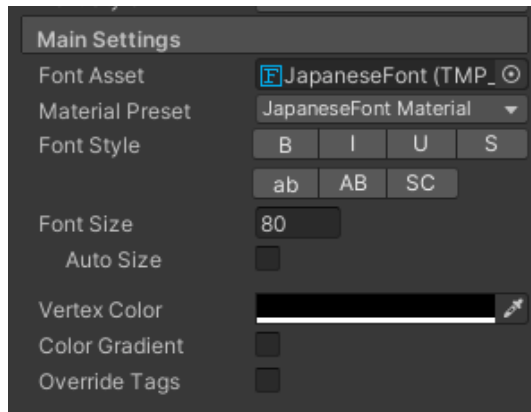 Main Settings
Font Asset F JapaneseFont (TMP_
Material Preset JapaneseFont Material
Font Style B I U S
ab AB SC
Font Size 80
Auto Size
Vertex Color
Color Gradient
Override Tags